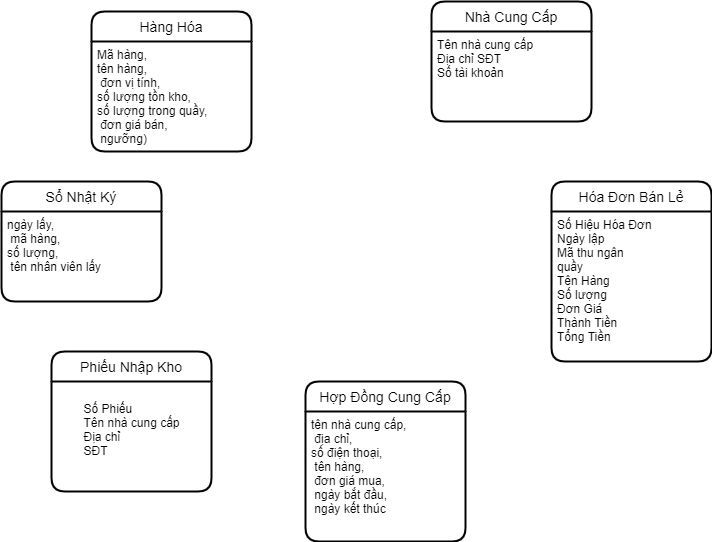 Hàng Hóa
Mã hàng,
tên hàng,
đơn vị tính,
số lượng tồn kho,
số lượng trong quầy,
đơn giá bán,
ngưỡng)
Nhà Cung Cấp
Tên nhà cung cấp
Địa chỉ SĐT
Số tài khoản
Sổ Nhật Ký
ngày lấy,
mã hàng,
số lượng,
tên nhân viên lấy
Hóa Đơn Bán Lẻ
Số Hiệu Hóa Đơn
Ngày lập
Mã thu ngân
quầy
Tên Hàng
Số lượng
Đơn Giá
Thành Tiền
Tổng Tiền
Phiếu Nhập Kho
Số Phiếu
Tên nhà cung cấp
Địa chỉ
SĐT
Hợp Đồng Cung Cấp
tên nhà cung cấp,
địa chỉ,
số điện thoại,
tên hàng,
đơn giá mua,
ngày bắt đầu,
ngày kết thúc